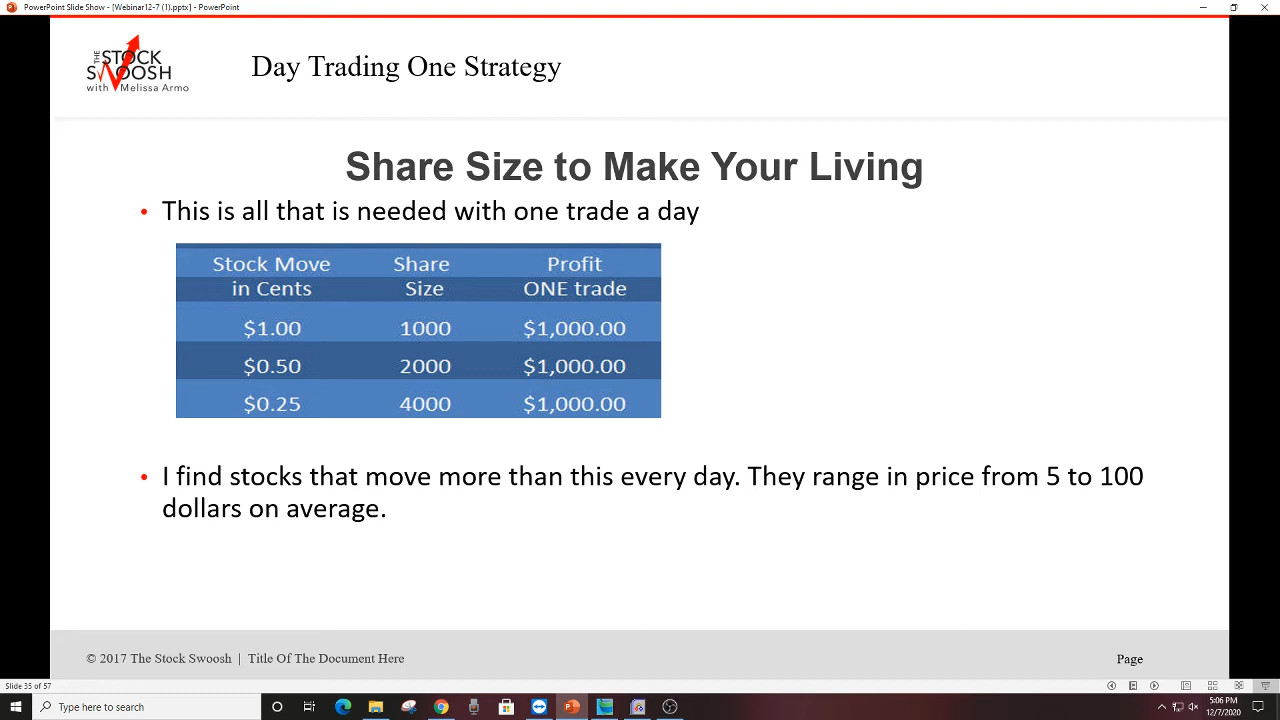 PowerPoint Slide Show - [Webinar12-7 (1).pptx] - PowerPoint
THE
STOCK
SWOOSH
with Melissa Armo
Day Trading One Strategy
Share Size to Make Your Living
• This is all that is needed with one trade a day
Stock Move Share Profit
in Cents Size ONE trade
$1.00 1000 $1,000.00
$0.50 2000 $1,000.00
$0.25 4000 $1,000.00
• I find stocks that move more than this every day. They range in price from 5 to 100
dollars on average.
© 2017 The Stock Swoosh | Title Of The Document Here
Page
Slide 35 of 57
Type here to search
5:06 PM
12/7/2020